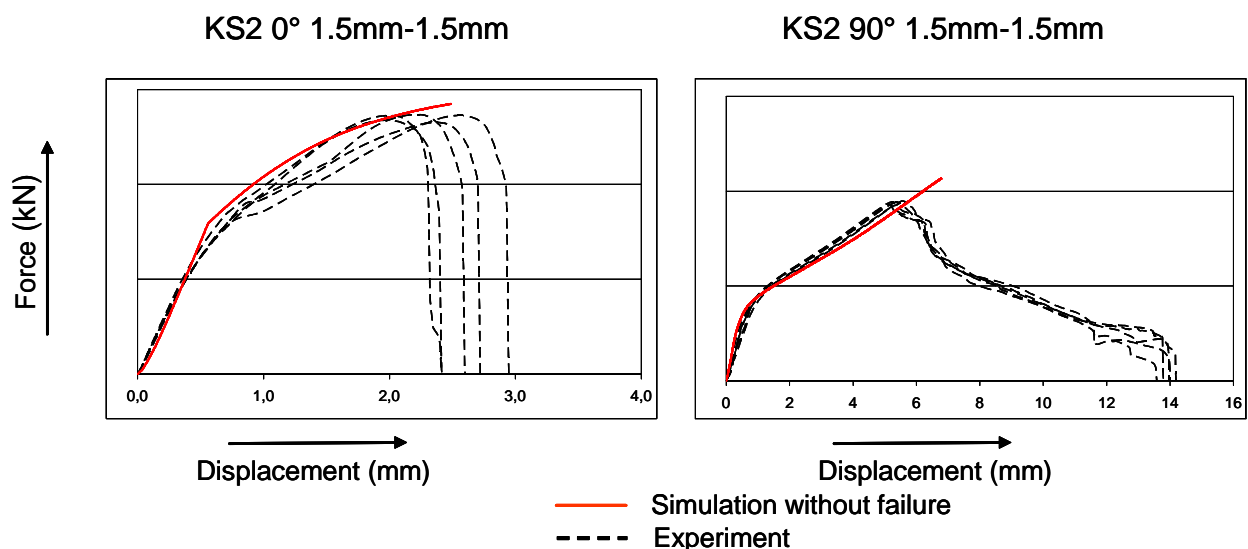 KS2 0° 1.5mm-1.5mm
KS2 90° 1.5mm-1.5mm
Force (kN)
0,0 1,0 2,0 3,0 4,0
0 2 4 6 8 10 12 14 16
Displacement (mm)
Displacement (mm)
Simulation without failure
Experiment